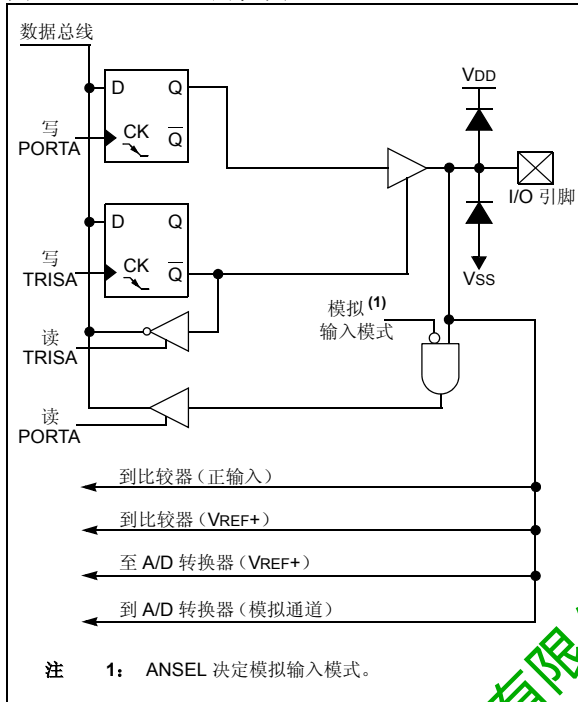 数据总线
D Q
写
PORTA
CK Q
VDD
I/O 引脚
D Q
写
TRISA
CK Q
VSS
模拟 (1)
输入模式
读
TRISA
读
PORTA
到比较器（正输入）
到比较器（VREF+）
至 A/D 转换器（VREF+）
到 A/D 转换器（模拟通道）
注 1： ANSEL 决定模拟输入模式。
有限